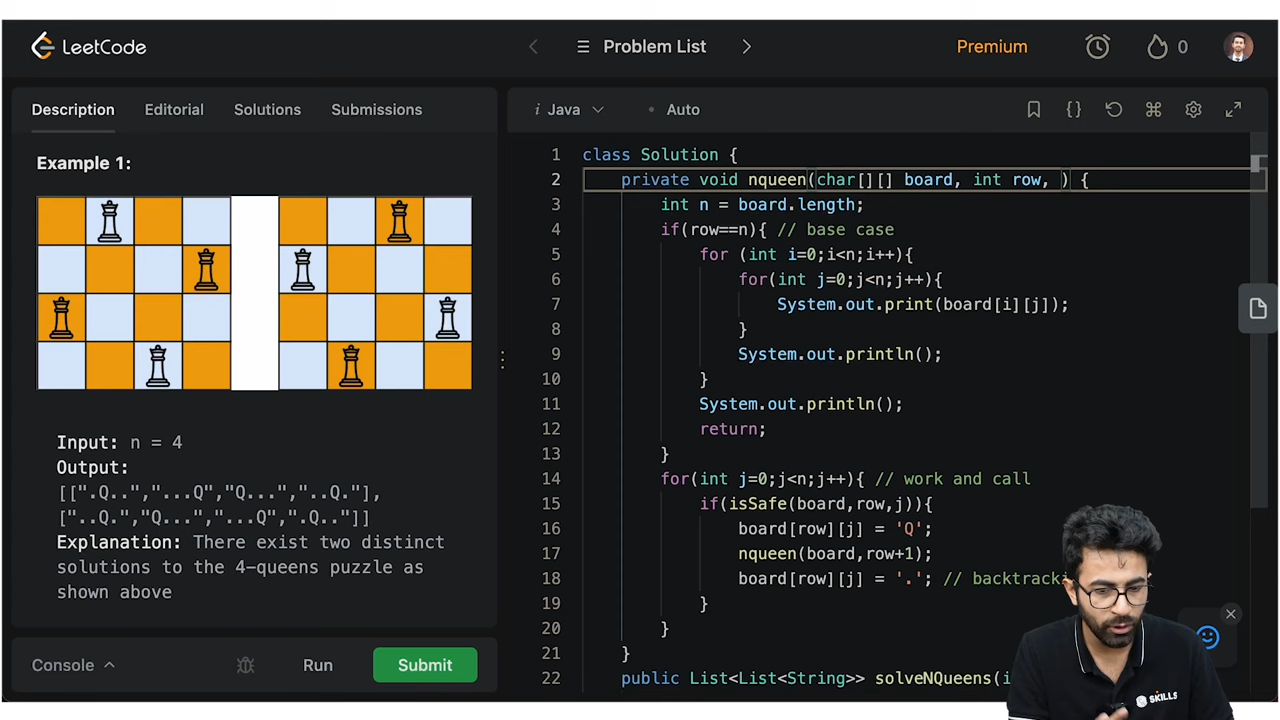 LeetCode
Problem List
Premium
0
Description
Editorial
Solutions
Submissions
Example 1:
Input: n = 4
Output:
[[".Q..","...Q","Q...","..Q."],
["..Q.","Q...","...Q",".Q.."]]
Explanation: There exist two distinct
solutions to the 4-queens puzzle as
shown above
Console
Run
Submit
i Java
Auto
1 class Solution {
2 private void nqueen(char[][] board, int row, ) {
3 int n = board.length;
4 if(row==n){ // base case
5 for (int i=0;i<n;i++){
6 for(int j=0;j<n;j++){
7 System.out.print(board[i][j]);
8 }
9 System.out.println();
10 }
11 System.out.println();
12 return;
13 }
14 for(int j=0;j<n;j++){ // work and call
15 if(isSafe(board,row,j)){
16 board[row][j] = 'Q';
17 nqueen(board,row+1);
18 board[row][j] = '.'; //
19 }
20 }
21 }
22 public List<List<String>> solveNQueens(
SKILLS